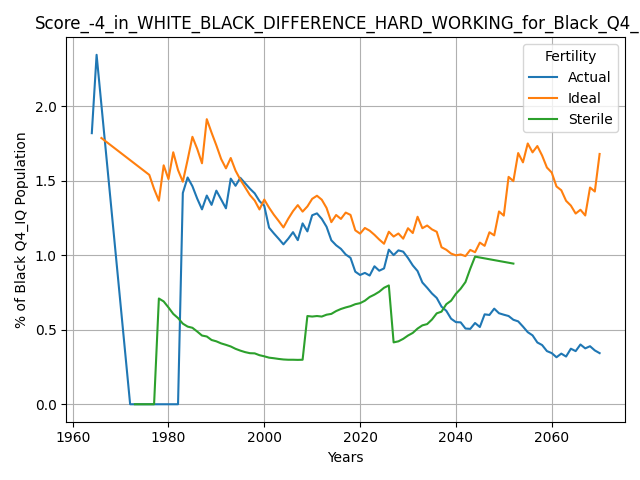 Score_-4_in_WHITE_BLACK_DIFFERENCE_HARD_WORKING_for_Black_Q4_
Fertility
Actual
Ideal
Sterile
% of Black Q4_IQ Population
2.0
1.5
1.0
0.5
0.0
1960 1980 2000 2020 2040 2060
Years